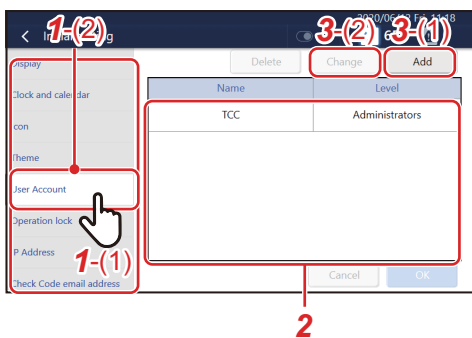 2020/06/12 Fri 11:18
1-(2)
3-(2)
3-(1)
Display
Delete
Change
Add
Name
Level
Clock and calendar
TCC
Administrators
Icon
Theme
User Account
Operation lock
IP Address
1-(1)
Check Code email address
Cancel
OK
2